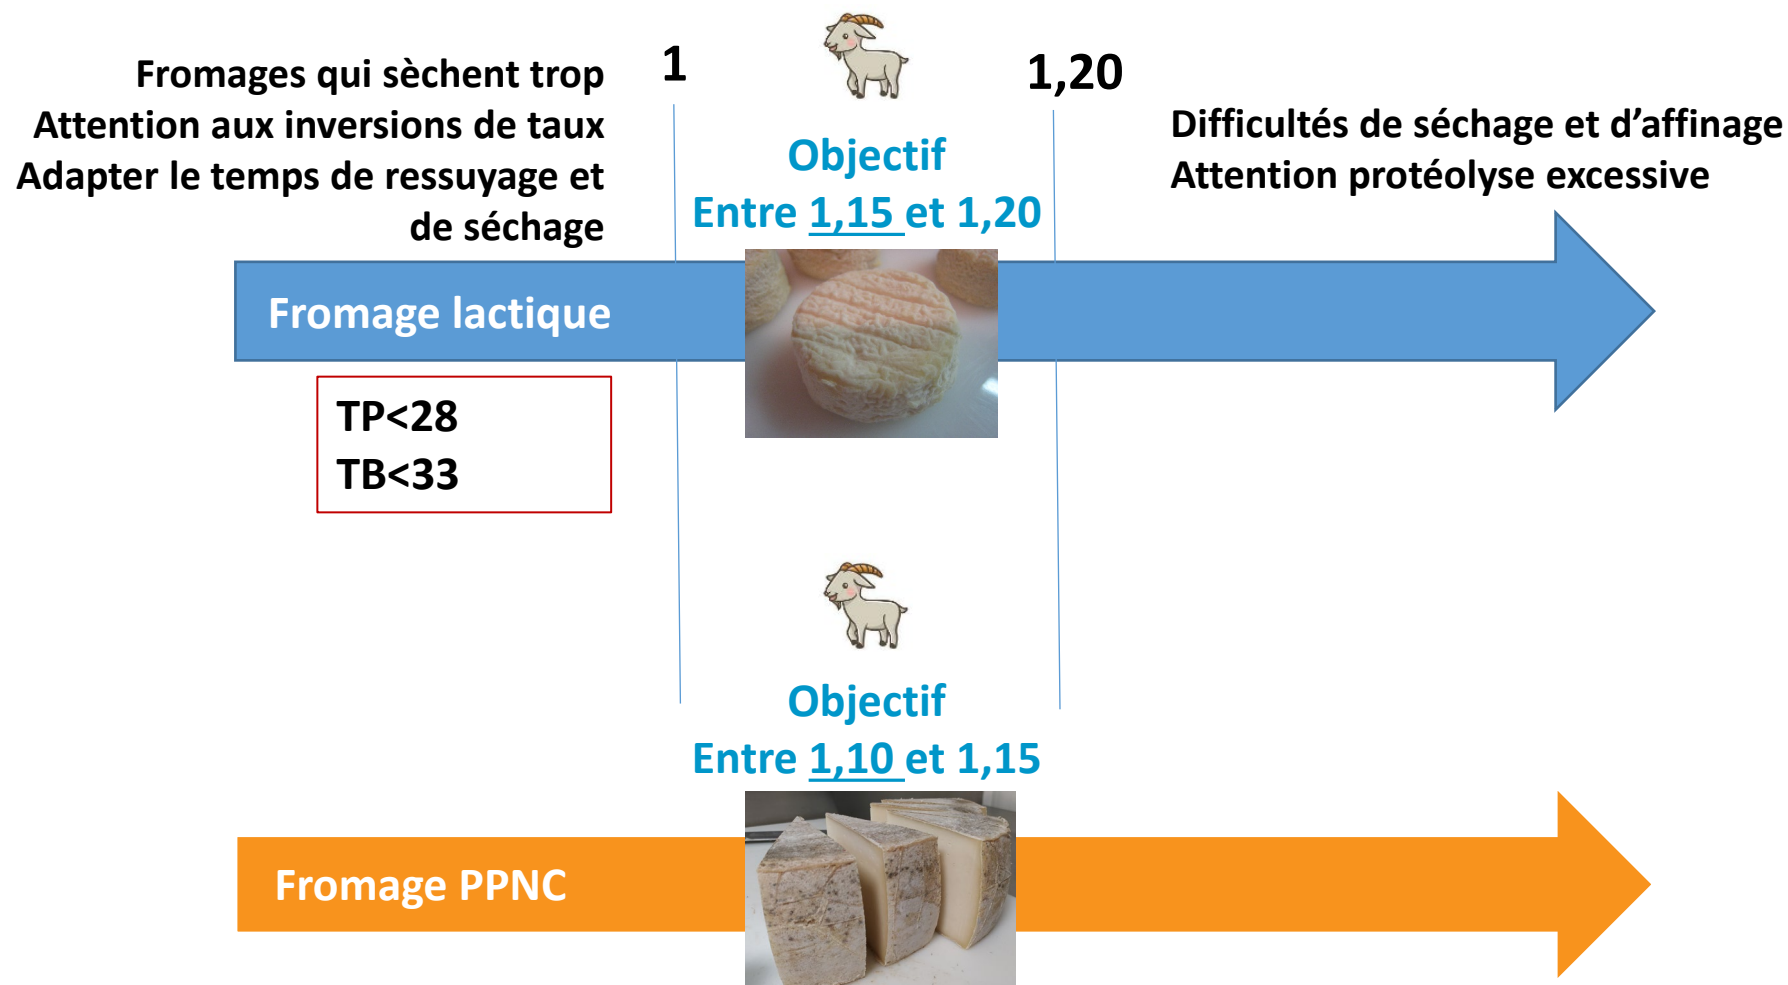 Fromages qui sèchent trop
Attention aux inversions de taux
Adapter le temps de ressuyage et
de séchage
1
1,20
Objectif
Entre 1,15 et 1,20
Difficultés de séchage et d’affinage
Attention protéolyse excessive
Fromage lactique
TP<28
TB<33
Objectif
Entre 1,10 et 1,15
Fromage PPNC